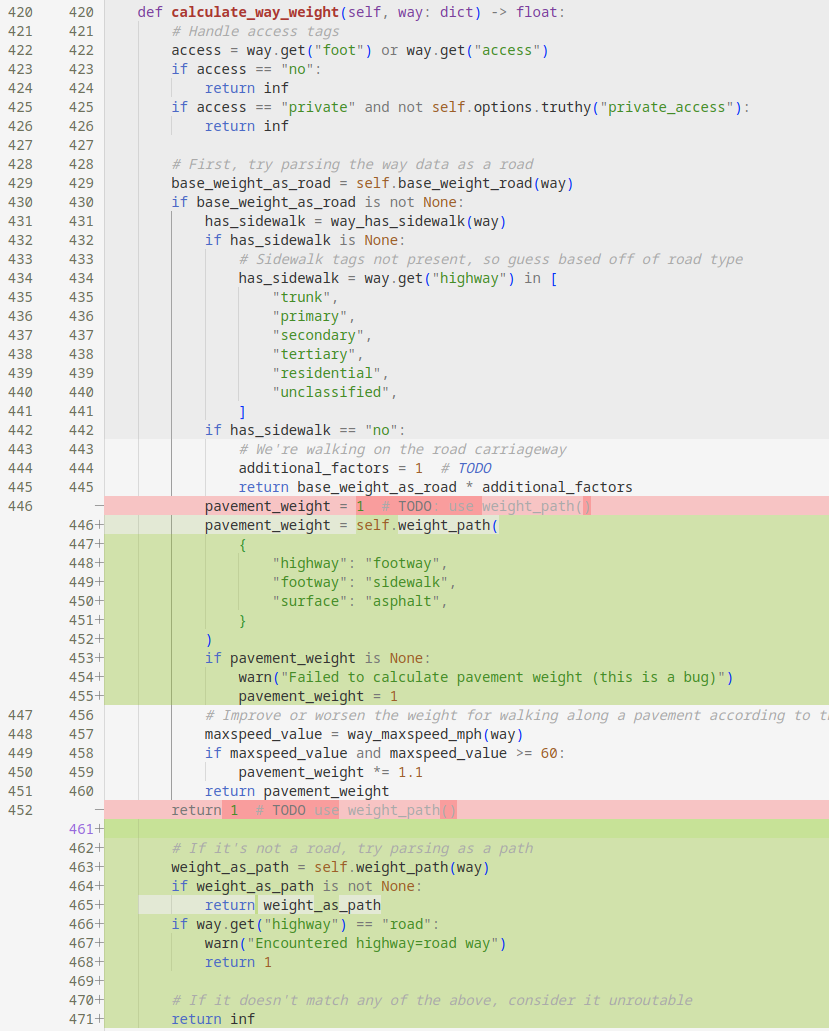 420 420 def calculate_way_weight(self, way: dict) -> float:
421 421 # Handle access tags
422 422 access = way.get("foot") or way.get("access")
423 423 if access == "no":
424 424 return inf
425 425 if access == "private" and not self.options.truthy("private_access"):
426 426 return inf
427 427
428 428 # First, try parsing the way data as a road
429 429 base_weight_as_road = self.base_weight_road(way)
430 430 if base_weight_as_road is not None:
431 431 has_sidewalk = way_has_sidewalk(way)
432 432 if has_sidewalk is None:
433 433 # Sidewalk tags not present, so guess based off of road type
434 434 has_sidewalk = way.get("highway") in [
435 435 "trunk",
436 436 "primary",
437 437 "secondary",
438 438 "tertiary",
439 439 "residential",
440 440 "unclassified",
441 441 ]
442 442 if has_sidewalk == "no":
443 443 # We're walking on the road carriageway
444 444 additional_factors = 1 # TODO
445 445 return base_weight_as_road * additional_factors
446 − pavement_weight = 1 # TODO: use weight_path()
446+ pavement_weight = self.weight_path(
447+ {
448+ "highway": "footway",
449+ "footway": "sidewalk",
450+ "surface": "asphalt",
451+ }
452+ )
453+ if pavement_weight is None:
454+ warn("Failed to calculate pavement weight (this is a bug)")
455+ pavement_weight = 1
447 456 # Improve or worsen the weight for walking along a pavement according to
448 457 maxspeed_value = way_maxspeed_mph(way)
449 458 if maxspeed_value and maxspeed_value >= 60:
450 459 pavement_weight *= 1.1
451 460 return pavement_weight
452 − return 1 # TODO use weight_path()
461+
462+ # If it's not a road, try parsing as a path
463+ weight_as_path = self.weight_path(way)
464+ if weight_as_path is not None:
465+ return weight_as_path
466+ if way.get("highway") == "road":
467+ warn("Encountered highway=road way")
468+ return 1
469+
470+ # If it doesn't match any of the above, consider it unroutable
471+ return inf